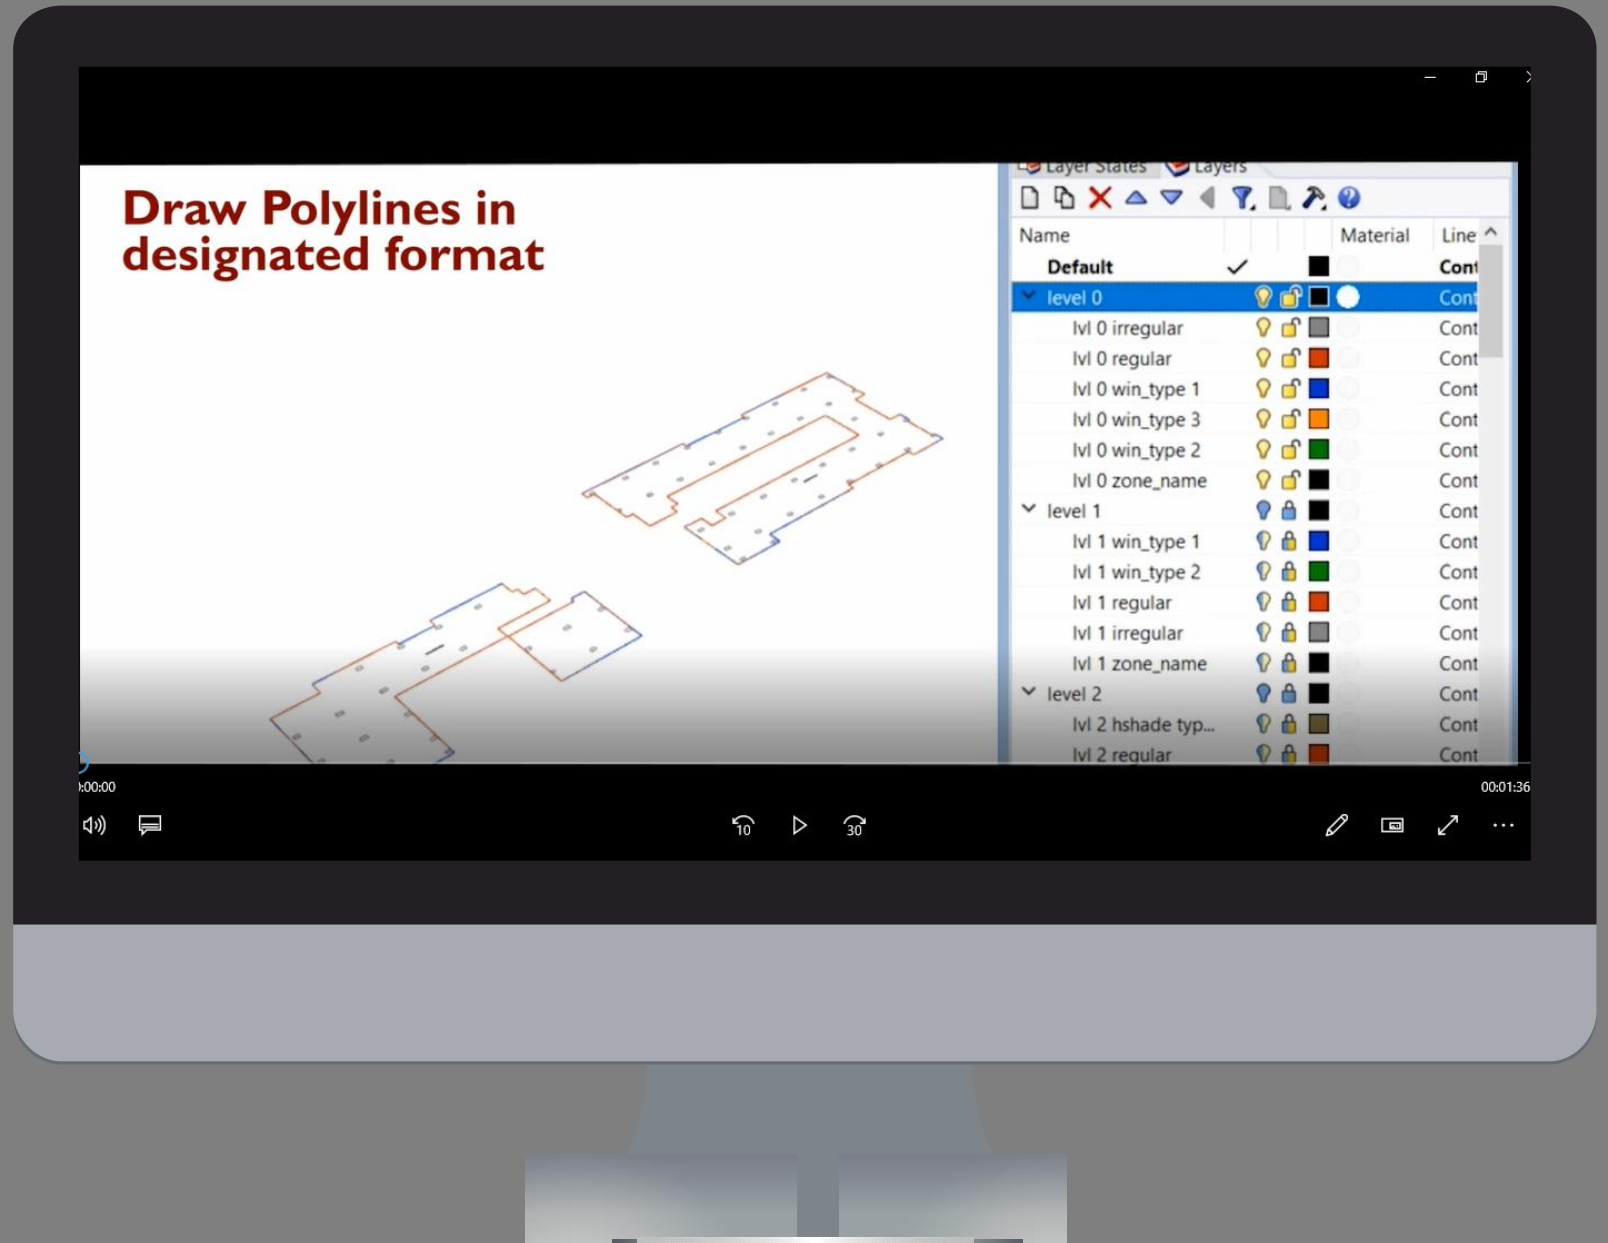 Draw Polylines in
designated format
Layer States Layers
Name Material Line
Default Cont
level 0 Cont
lvl 0 irregular Cont
lvl 0 regular Cont
lvl 0 win_type 1 Cont
lvl 0 win_type 3 Cont
lvl 0 win_type 2 Cont
lvl 0 zone_name Cont
level 1 Cont
lvl 1 win_type 1 Cont
lvl 1 win_type 2 Cont
lvl 1 regular Cont
lvl 1 irregular Cont
lvl 1 zone_name Cont
level 2 Cont
lvl 2 hshade typ... Cont
lvl 2 regular Cont
:00:00 00:01:36
10 30